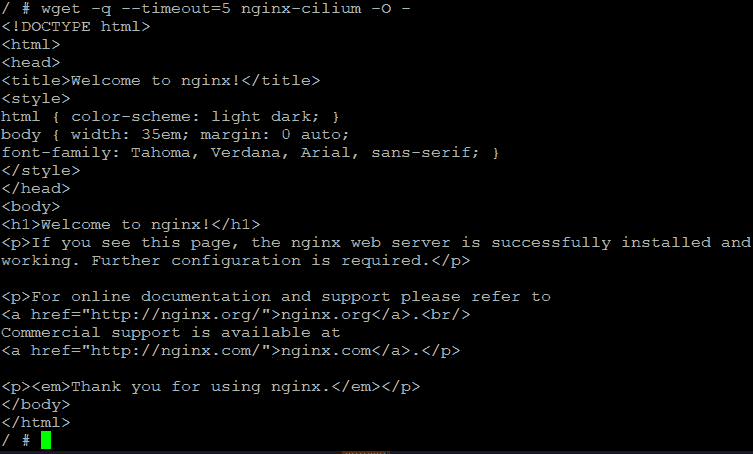 / # wget -q --timeout=5 nginx-cilium -O -
<!DOCTYPE html>
<html>
<head>
<title>Welcome to nginx!</title>
<style>
html { color-scheme: light dark; }
body { width: 35em; margin: 0 auto;
font-family: Tahoma, Verdana, Arial, sans-serif; }
</style>
</head>
<body>
<h1>Welcome to nginx!</h1>
<p>If you see this page, the nginx web server is successfully installed and
working. Further configuration is required.</p>

<p>For online documentation and support please refer to
<a href="http://nginx.org/">nginx.org</a>.<br/>
Commercial support is available at
<a href="http://nginx.com/">nginx.com</a>.</p>

<p><em>Thank you for using nginx.</em></p>
</body>
</html>
/ #